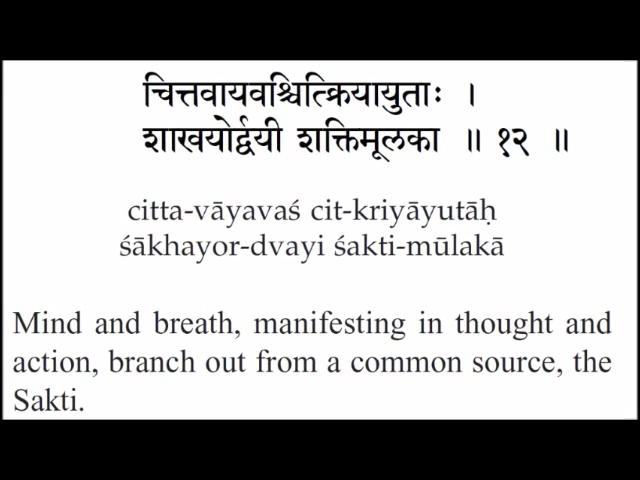 चित्तवायवश्चित्क्रियायुताः ।
शाखयोर्द्वयी शक्तिमूलका ॥ १२ ॥
citta-vāyavaś cit-kriyāyutāḥ
śākhayor-dvayi śakti-mūlakā
Mind and breath, manifesting in thought and
action, branch out from a common source, the
Sakti.